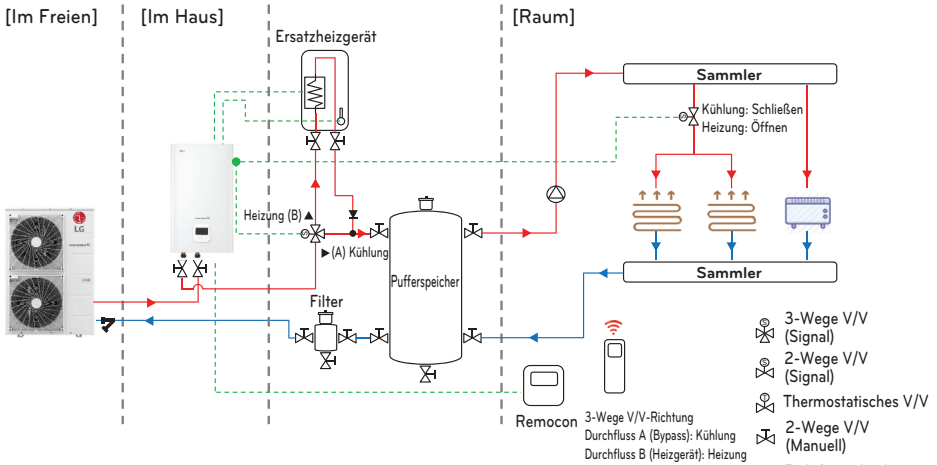 [Im Freien]
[Im Haus]
[Raum]
Ersatzheizgerät
Sammler
Kühlung: Schließen
Heizung: Öffnen
Heizung (B) ▲
▶(A) Kühlung
LG
Pufferspeicher
Filter
Sammler
Remocon
3-Wege V/V-Richtung
Durchfluss A (Bypass): Kühlung
Durchfluss B (Heizgerät): Heizung
S
3-Wege V/V
(Signal)
S
2-Wege V/V
(Signal)
T
Thermostatisches V/V
2-Wege V/V
(Manuell)